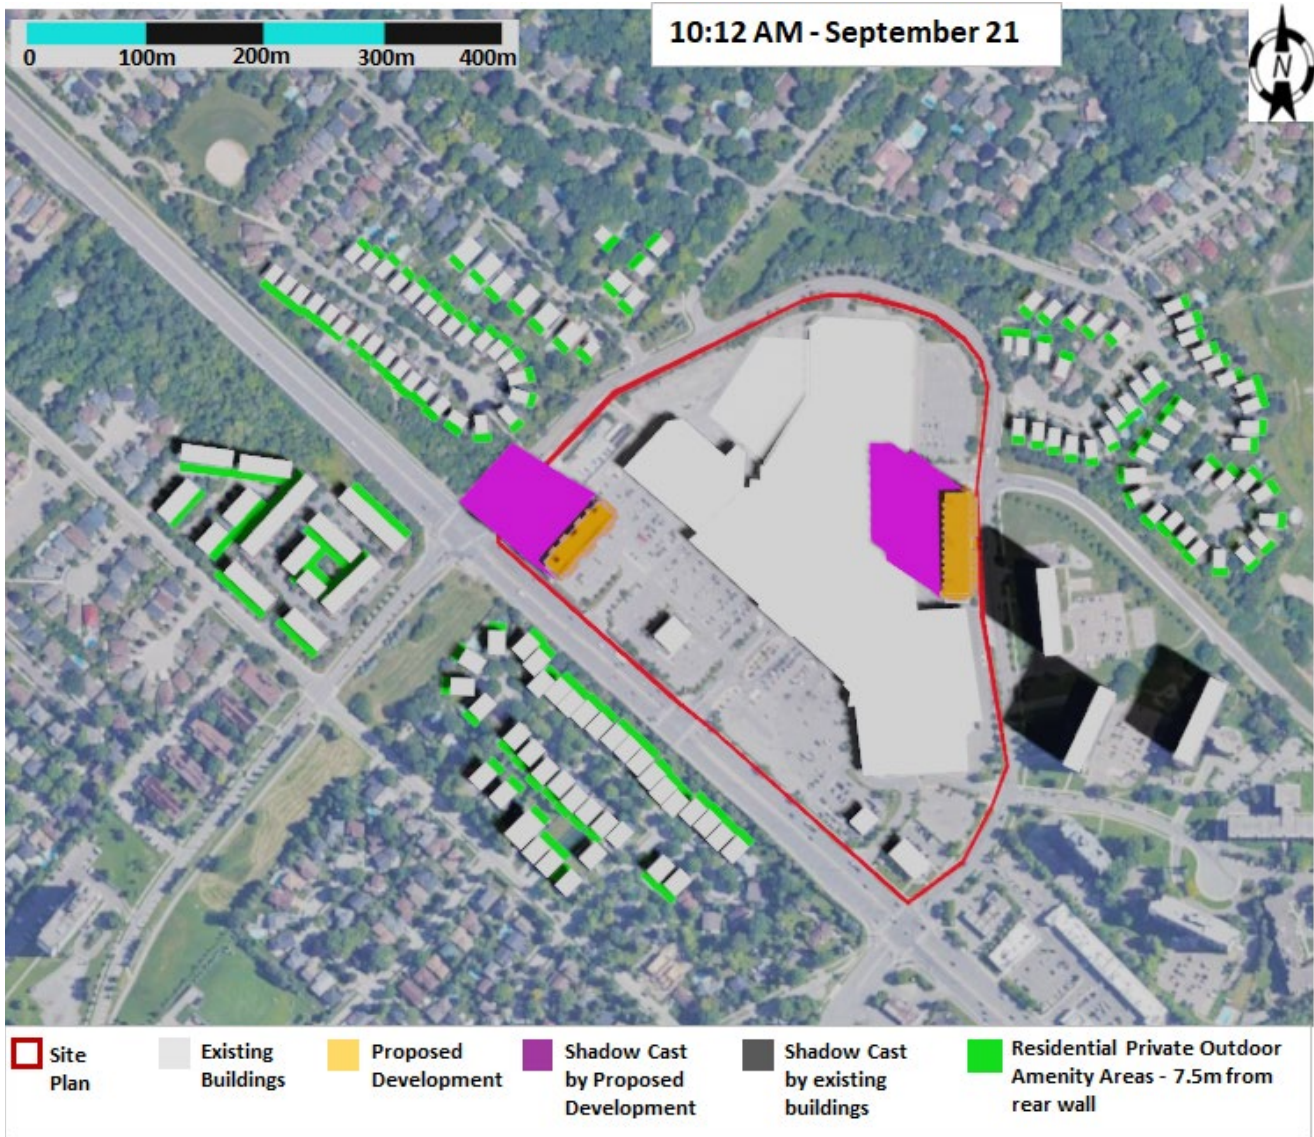 10:12 AM - September 21
0 100m 200m 300m 400m
N
Site
Plan
Existing
Buildings
Proposed
Development
Shadow Cast
by Proposed
Development
Shadow Cast
by existing
buildings
Residential Private Outdoor
Amenity Areas - 7.5m from
rear wall